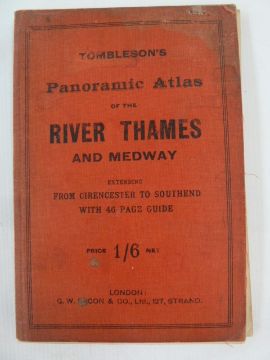 TOMBLESON'S
Panoramic Atlas
OF THE
RIVER THAMES
AND MEDWAY
EXTENDING
FROM CIRENCESTER TO SOUTHEND
WITH 46 PAGE GUIDE
PRICE 1/6 NET
LONDON:
G. W. BACON & CO., LTD., 127, STRAND.